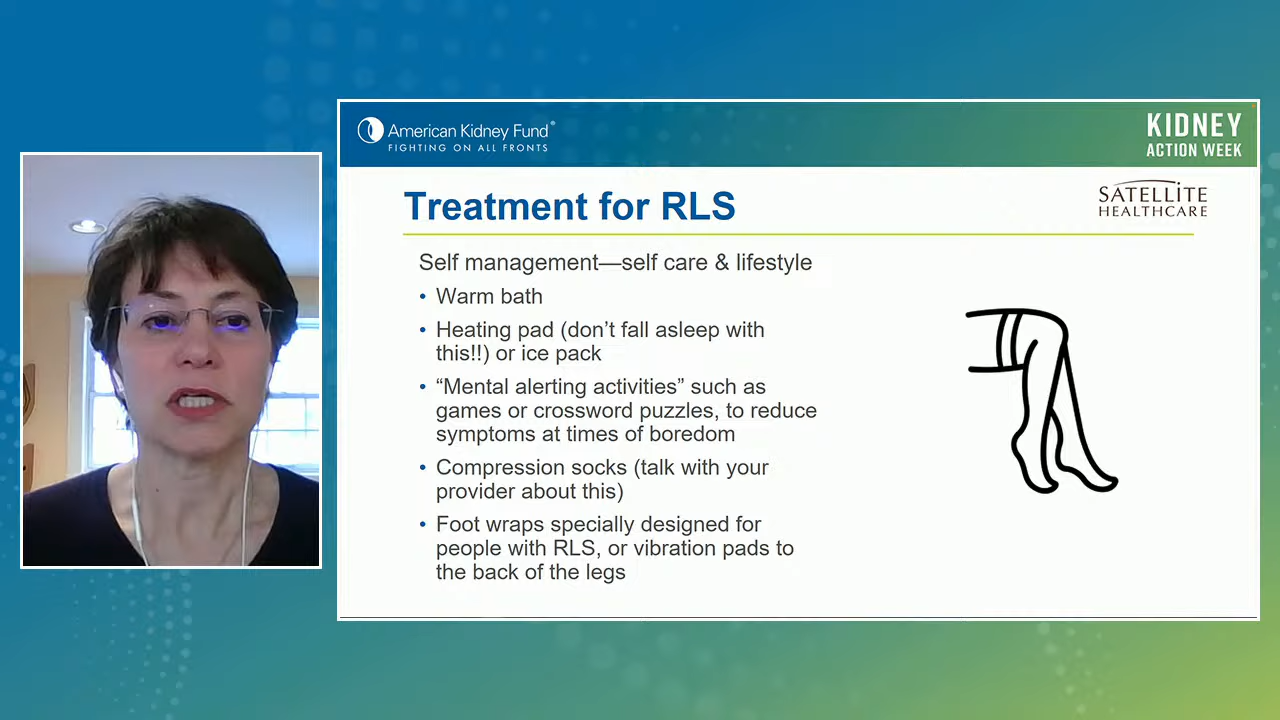 American Kidney Fund®
FIGHTING ON ALL FRONTS
KIDNEY
ACTION WEEK
Treatment for RLS
SATELLITE
HEALTHCARE
Self management—self care & lifestyle
• Warm bath
• Heating pad (don’t fall asleep with
this!!) or ice pack
• “Mental alerting activities” such as
games or crossword puzzles, to reduce
symptoms at times of boredom
• Compression socks (talk with your
provider about this)
• Foot wraps specially designed for
people with RLS, or vibration pads to
the back of the legs